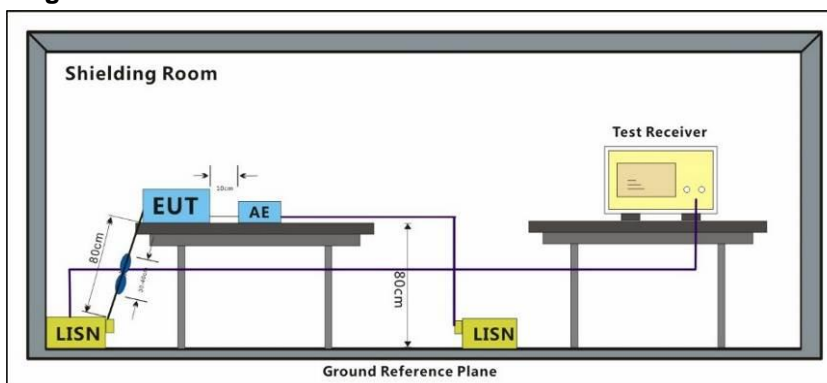 Shielding Room
Test Receiver
10cm
EUT
AE
80cm
80cm
LISN
LISN
Ground Reference Plane